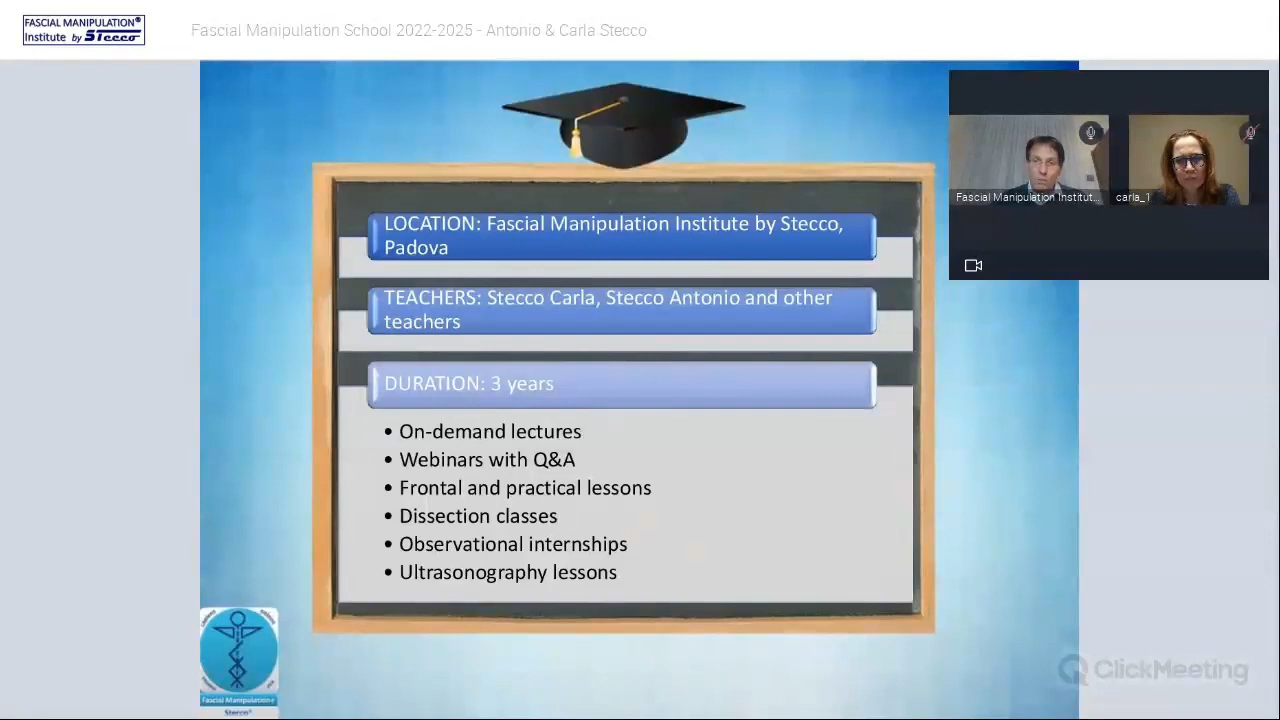 FASCIAL MANIPULATION®
Institute by Stecco
Fascial Manipulation School 2022-2025 - Antonio & Carla Stecco
Fascial Manipulation Institut...
carla_1
LOCATION: Fascial Manipulation Institute by Stecco,
Padova
TEACHERS: Stecco Carla, Stecco Antonio and other
teachers
DURATION: 3 years
• On-demand lectures
• Webinars with Q&A
• Frontal and practical lessons
• Dissection classes
• Observational internships
• Ultrasonography lessons
Fascial Manipulation®
Stecco®
ClickMeeting